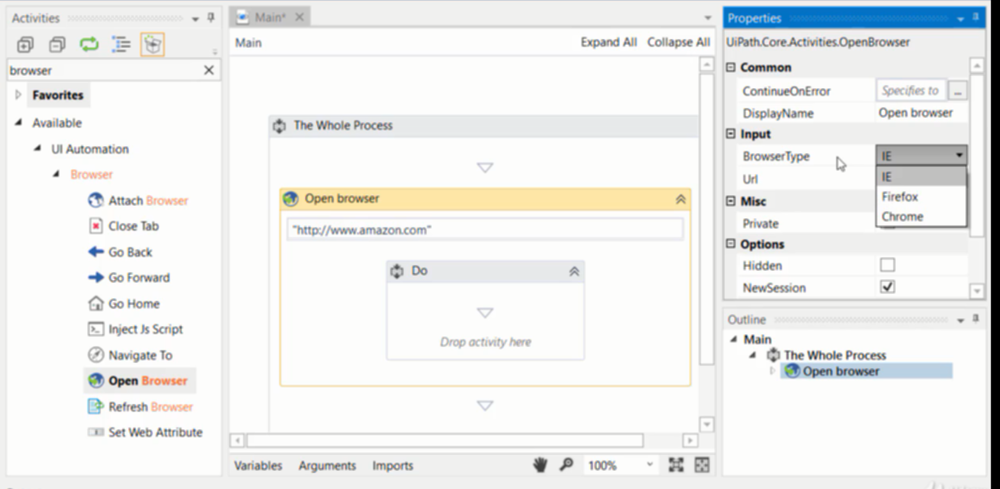 Activities
browser
Favorites
Available
UI Automation
Browser
Attach Browser
Close Tab
Go Back
Go Forward
Go Home
Inject Js Script
Navigate To
Open Browser
Refresh Browser
Set Web Attribute
Main*
Main
Expand All Collapse All
The Whole Process
Open browser
"http://www.amazon.com"
Do
Drop activity here
Variables Arguments Imports
100%
Properties
UiPath.Core.Activities.OpenBrowser
Common
ContinueOnError Specifies to ...
DisplayName Open browser
Input
BrowserType IE
Url
IE
Firefox
Chrome
Misc
Private
Options
Hidden
NewSession
Outline
Main
The Whole Process
Open browser